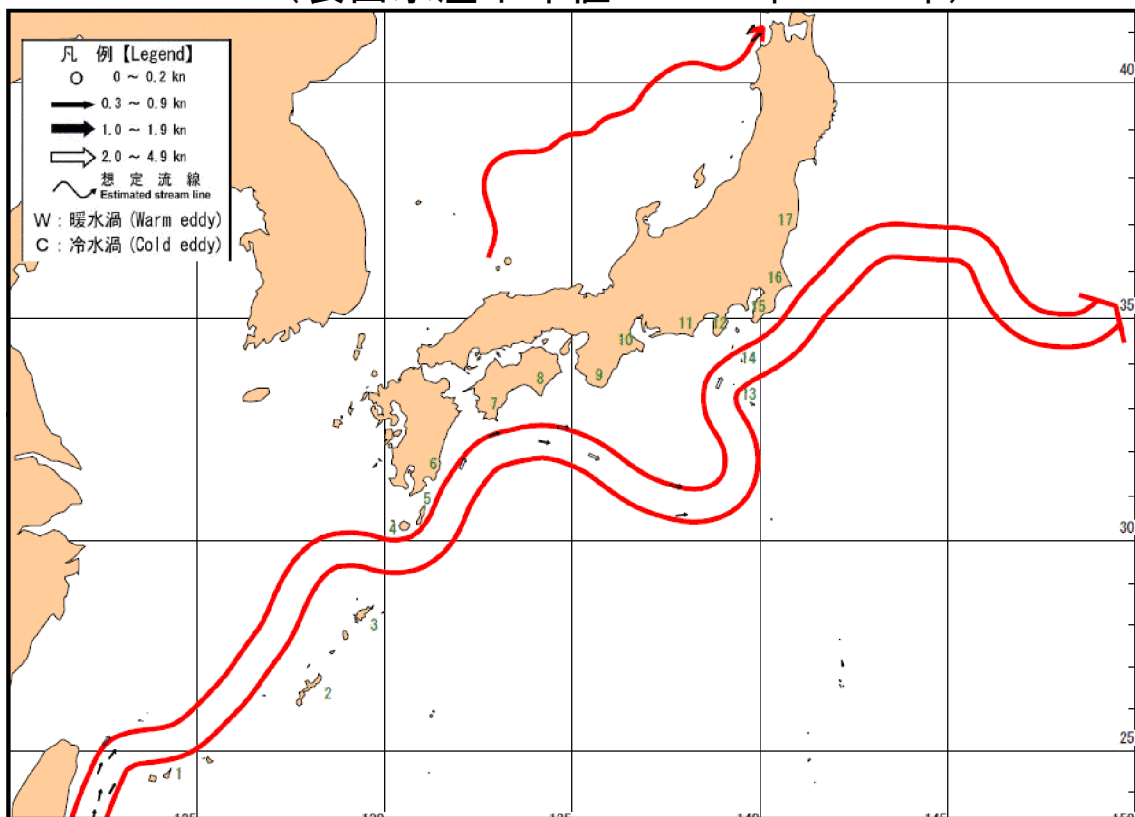 凡 例【Legend】
0 ~ 0.2 kn
0.3 ~ 0.9 kn
1.0 ~ 1.9 kn
2.0 ~ 4.9 kn
想 定 流 線
Estimated stream line
W : 暖水渦 (Warm eddy)
C : 冷水渦 (Cold eddy)
40
17
16
15
35
14
13
12
11
10
9
8
7
6
5
4
30
3
2
25
1